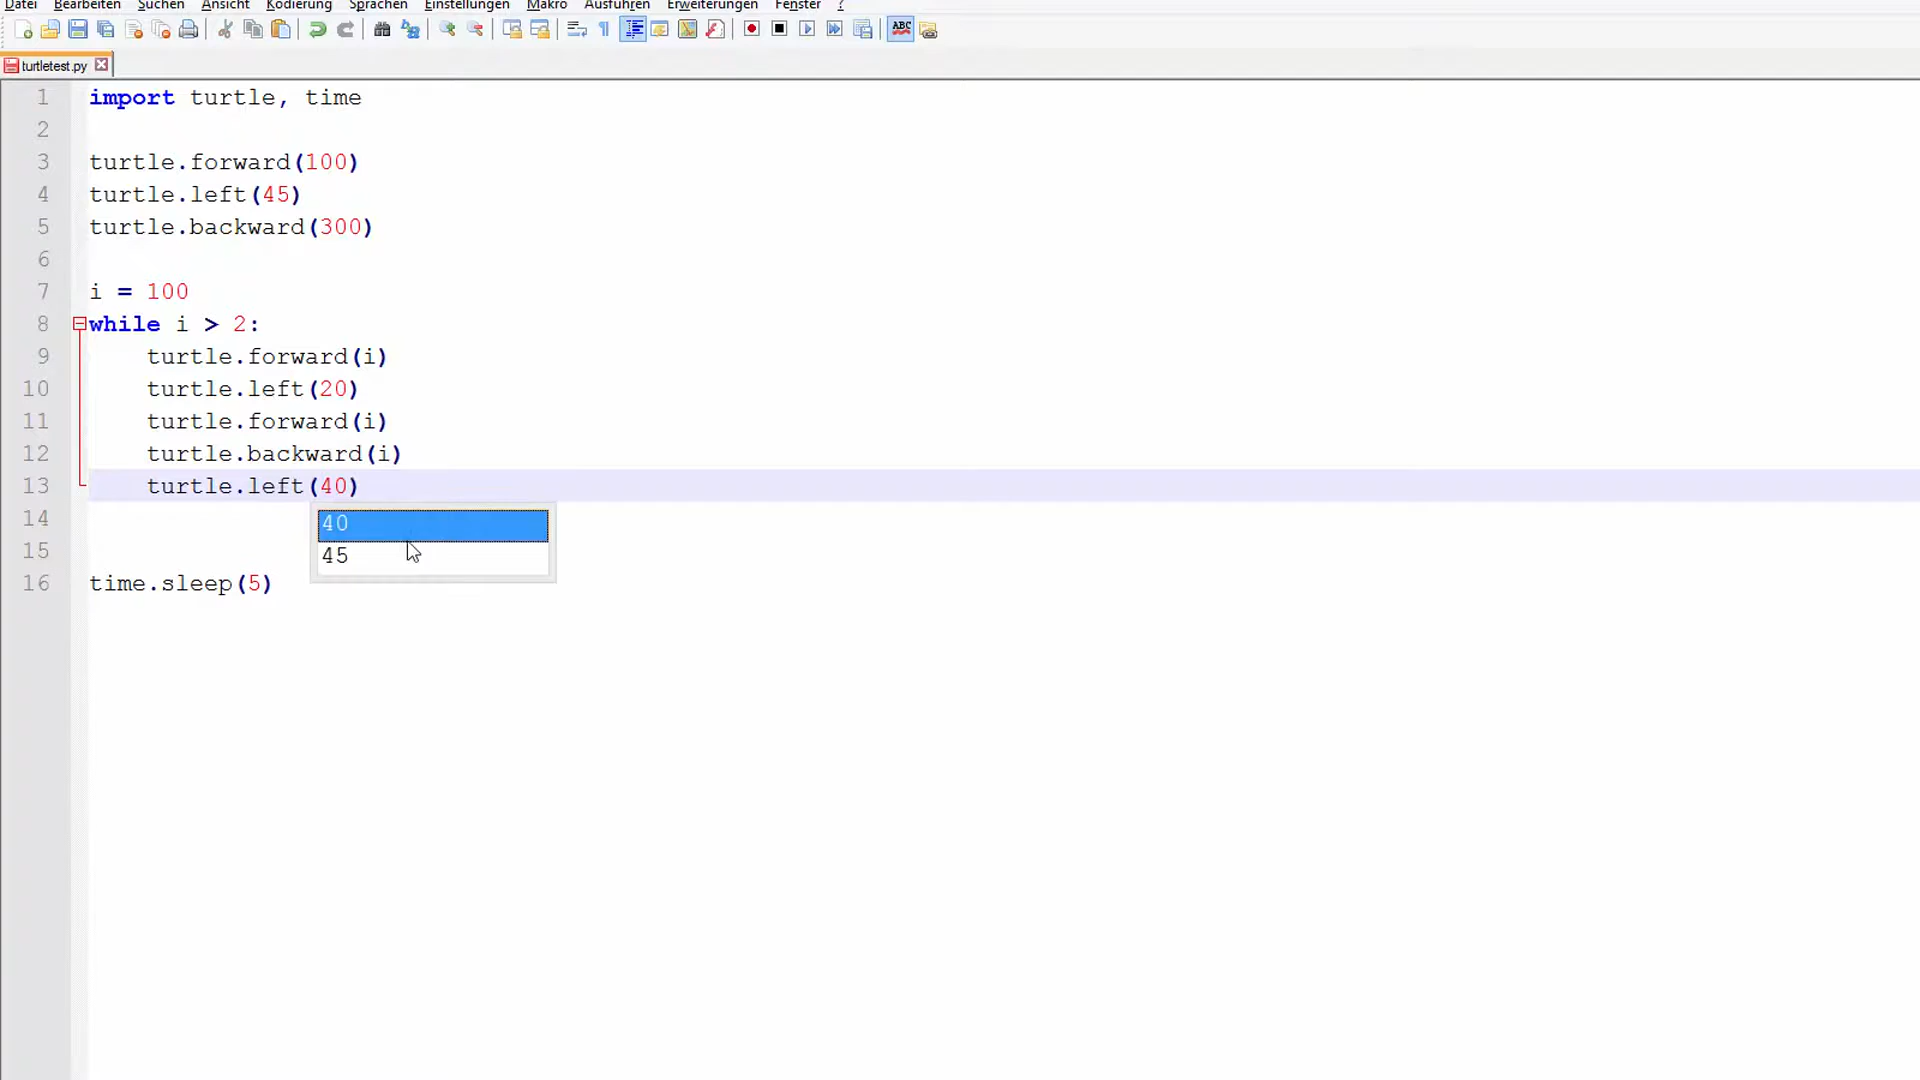 Datei Bearbeiten Suchen Ansicht Kodierung Sprachen Einstellungen Makro Ausführen Erweiterungen Fenster ?
ABC
turtletest.py
1 import turtle, time
2
3 turtle.forward(100)
4 turtle.left(45)
5 turtle.backward(300)
6
7 i = 100
8 while i > 2:
9 turtle.forward(i)
10 turtle.left(20)
11 turtle.forward(i)
12 turtle.backward(i)
13 turtle.left(40)
14
40
15
45
16 time.sleep(5)